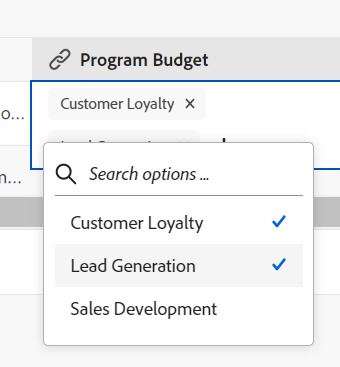 Program Budget
o...
Customer Loyalty ×
m...
Search options ...
Customer Loyalty
Lead Generation
Sales Development